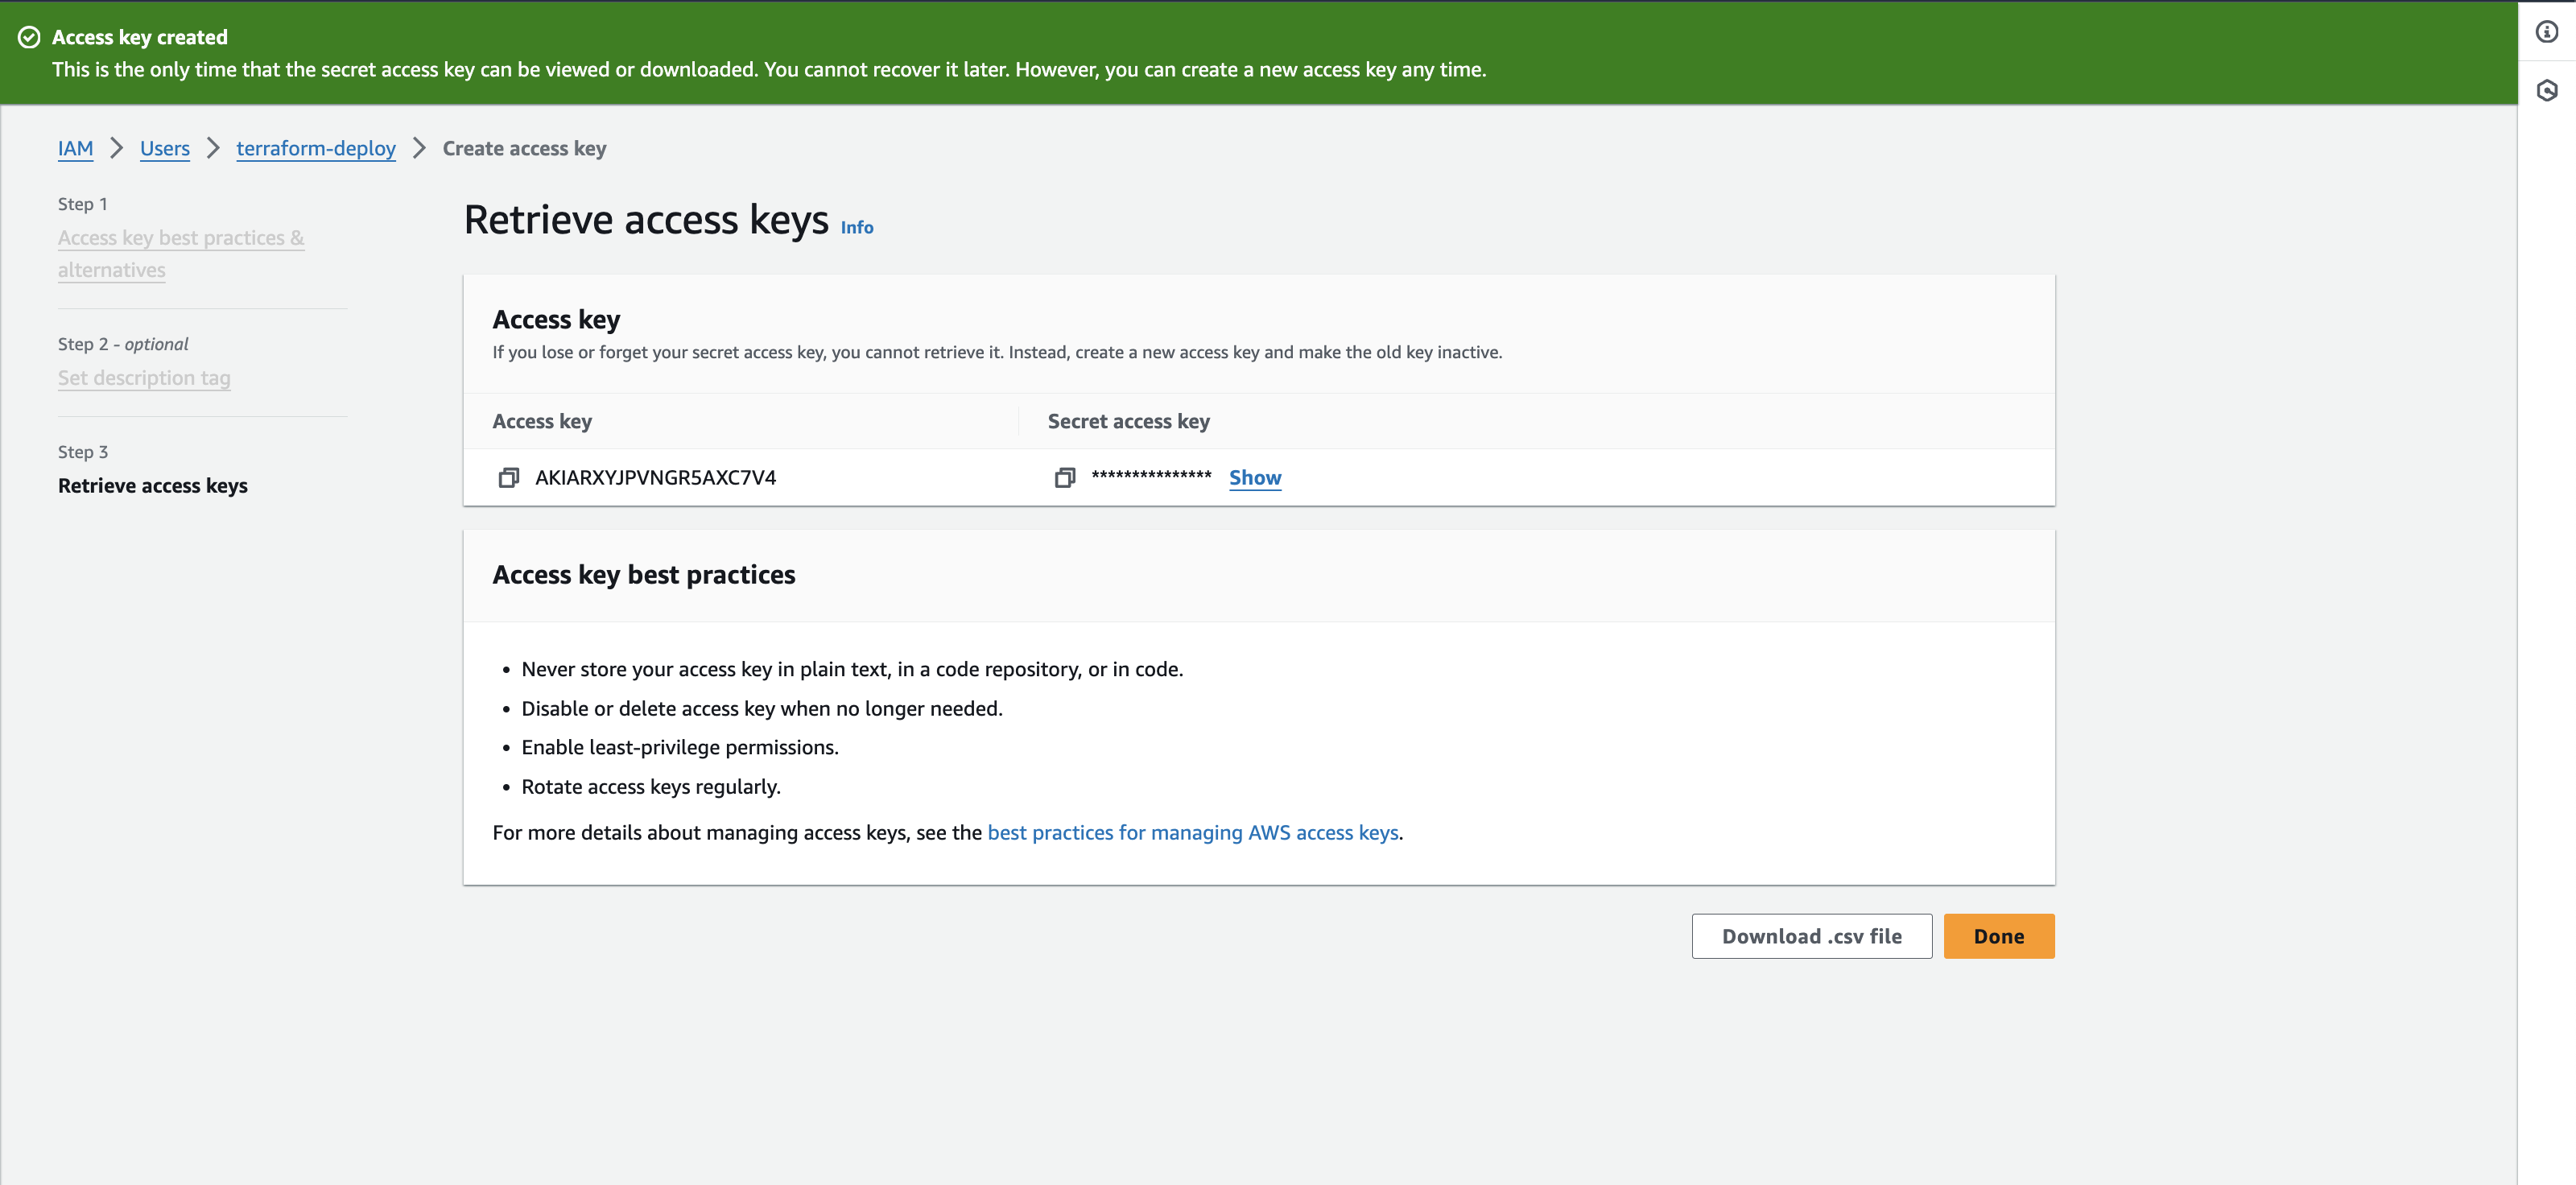 Access key created
This is the only time that the secret access key can be viewed or downloaded. You cannot recover it later. However, you can create a new access key any time.
IAM > Users > terraform-deploy > Create access key
Step 1
Access key best practices &
alternatives
Step 2 - optional
Set description tag
Step 3
Retrieve access keys
Retrieve access keys Info
Access key
If you lose or forget your secret access key, you cannot retrieve it. Instead, create a new access key and make the old key inactive.
Access key Secret access key
AKIARXYJPVNGR5AXC7V4 *************** Show
Access key best practices
• Never store your access key in plain text, in a code repository, or in code.
• Disable or delete access key when no longer needed.
• Enable least-privilege permissions.
• Rotate access keys regularly.
For more details about managing access keys, see the best practices for managing AWS access keys.
Download .csv file Done